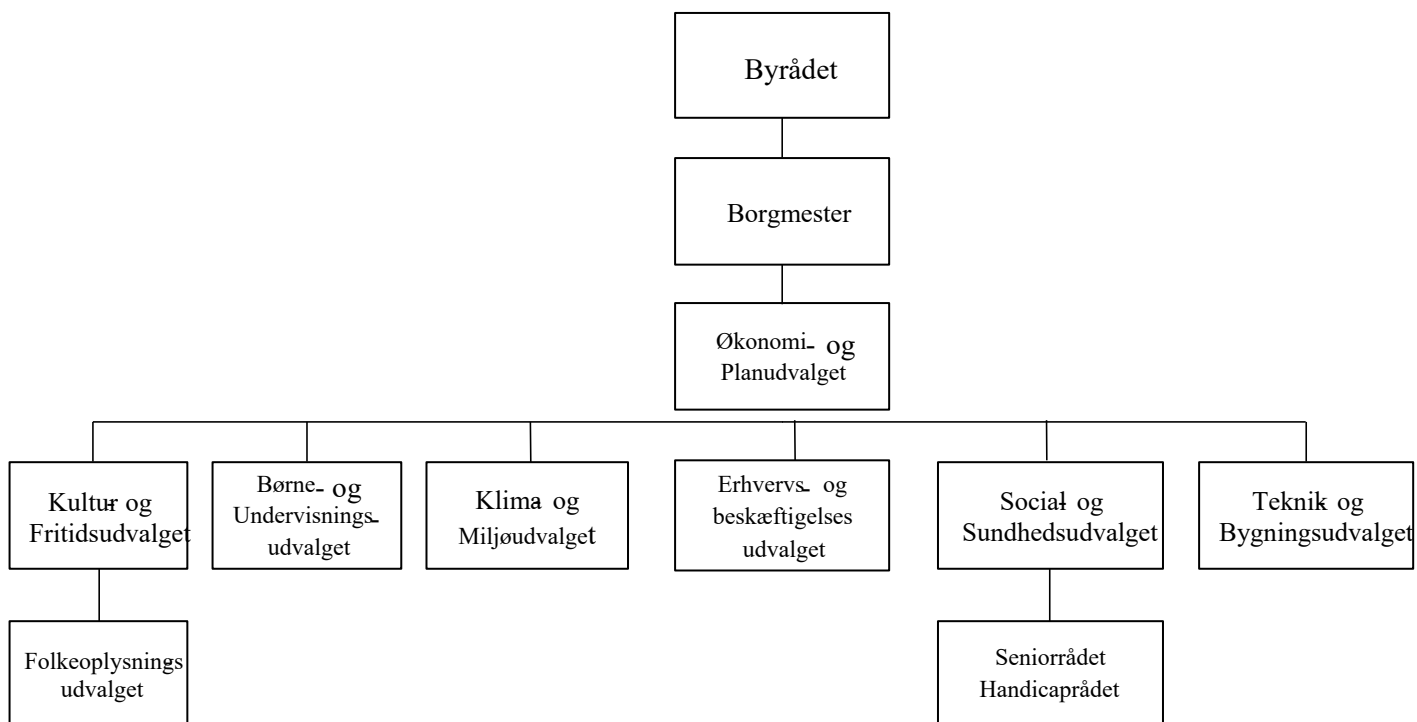 Byrådet
Borgmester
Økonomi- og
Planudvalget
Kultur- og
Fritidsudvalget
Børne- og
Undervisnings-
udvalget
Klima- og
Miljøudvalget
Erhvervs- og
beskæftigelses
udvalget
Social- og
Sundhedsudvalget
Teknik- og
Bygningsudvalget
Folkeoplysnings-
udvalget
Seniorrådet
Handicaprådet